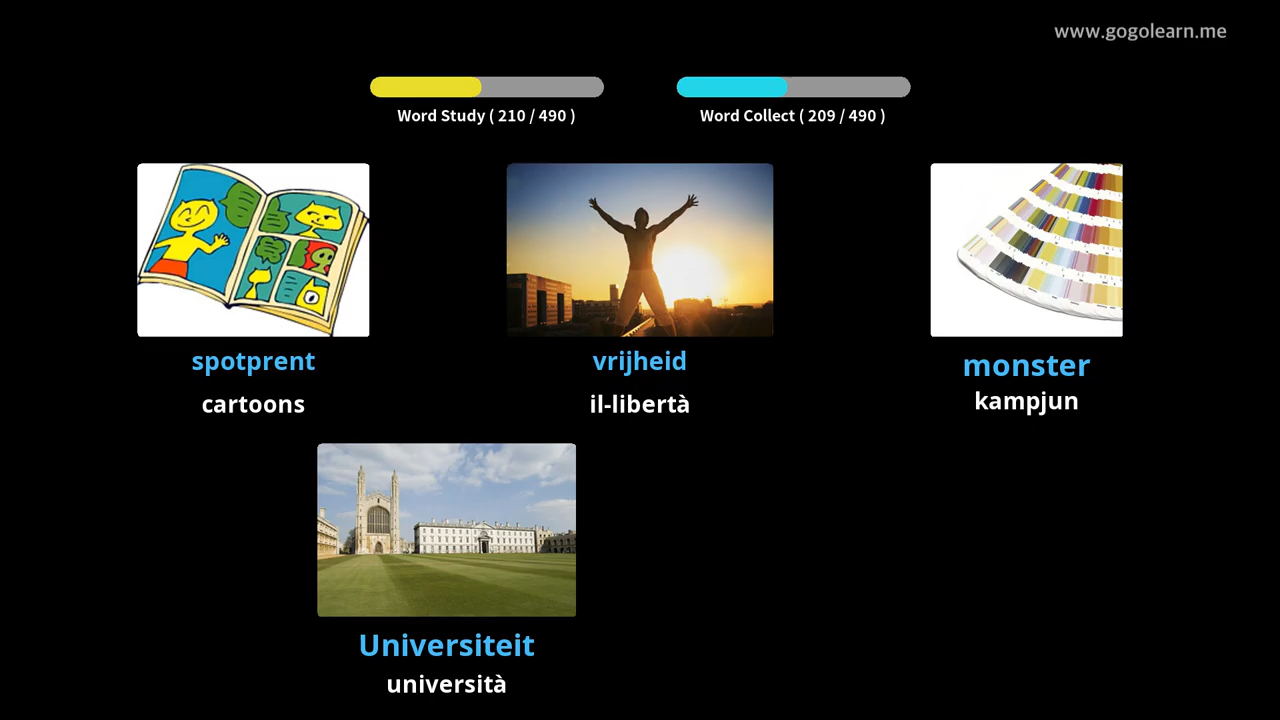 www.gogolearn.me
Word Study ( 210 / 490 )
Word Collect ( 209 / 490 )
spotprent
cartoons
vrijheid
il-libertà
monster
kampjun
Universiteit
università